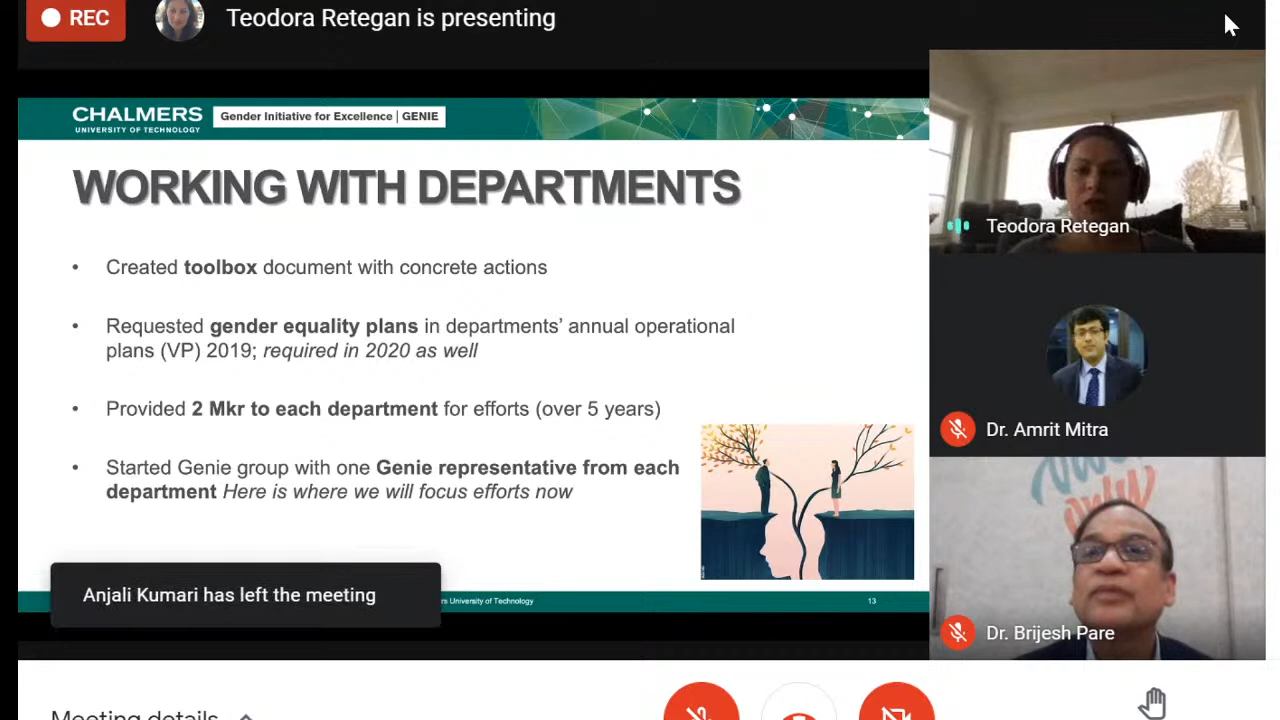 REC
Teodora Retegan is presenting
CHALMERS
UNIVERSITY OF TECHNOLOGY
Gender Initiative for Excellence | GENIE
WORKING WITH DEPARTMENTS
• Created toolbox document with concrete actions
• Requested gender equality plans in departments’ annual operational
plans (VP) 2019; required in 2020 as well
• Provided 2 Mkr to each department for efforts (over 5 years)
• Started Genie group with one Genie representative from each
department Here is where we will focus efforts now
Anjali Kumari has left the meeting
University of Technology
13
Teodora Retegan
Dr. Amrit Mitra
only
Dr. Brijesh Pare
Meeting details